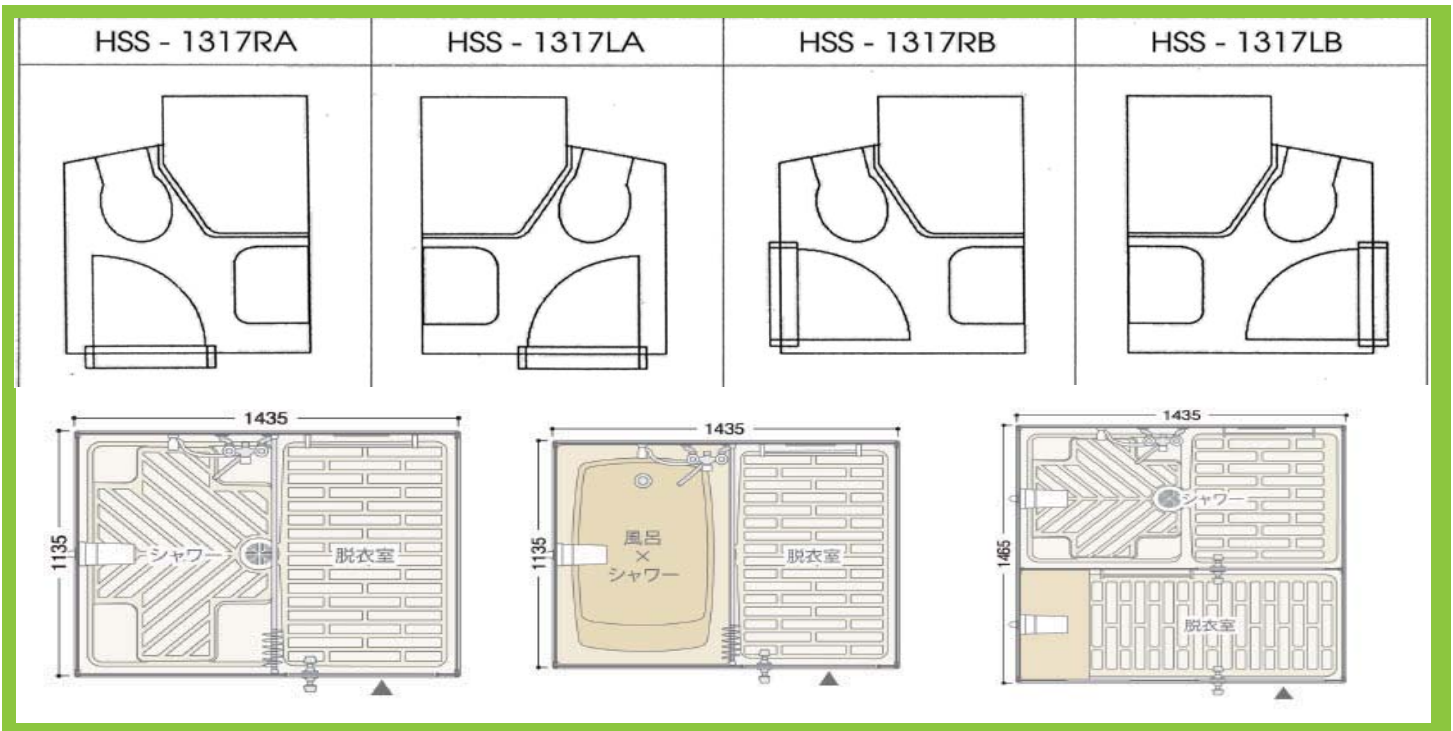 HSS - 1317RA
HSS - 1317LA
HSS - 1317RB
HSS - 1317LB
1435
1135
シャワー
脱衣室
1435
1135
風呂
×
シャワー
脱衣室
1435
1465
シャワー
脱衣室